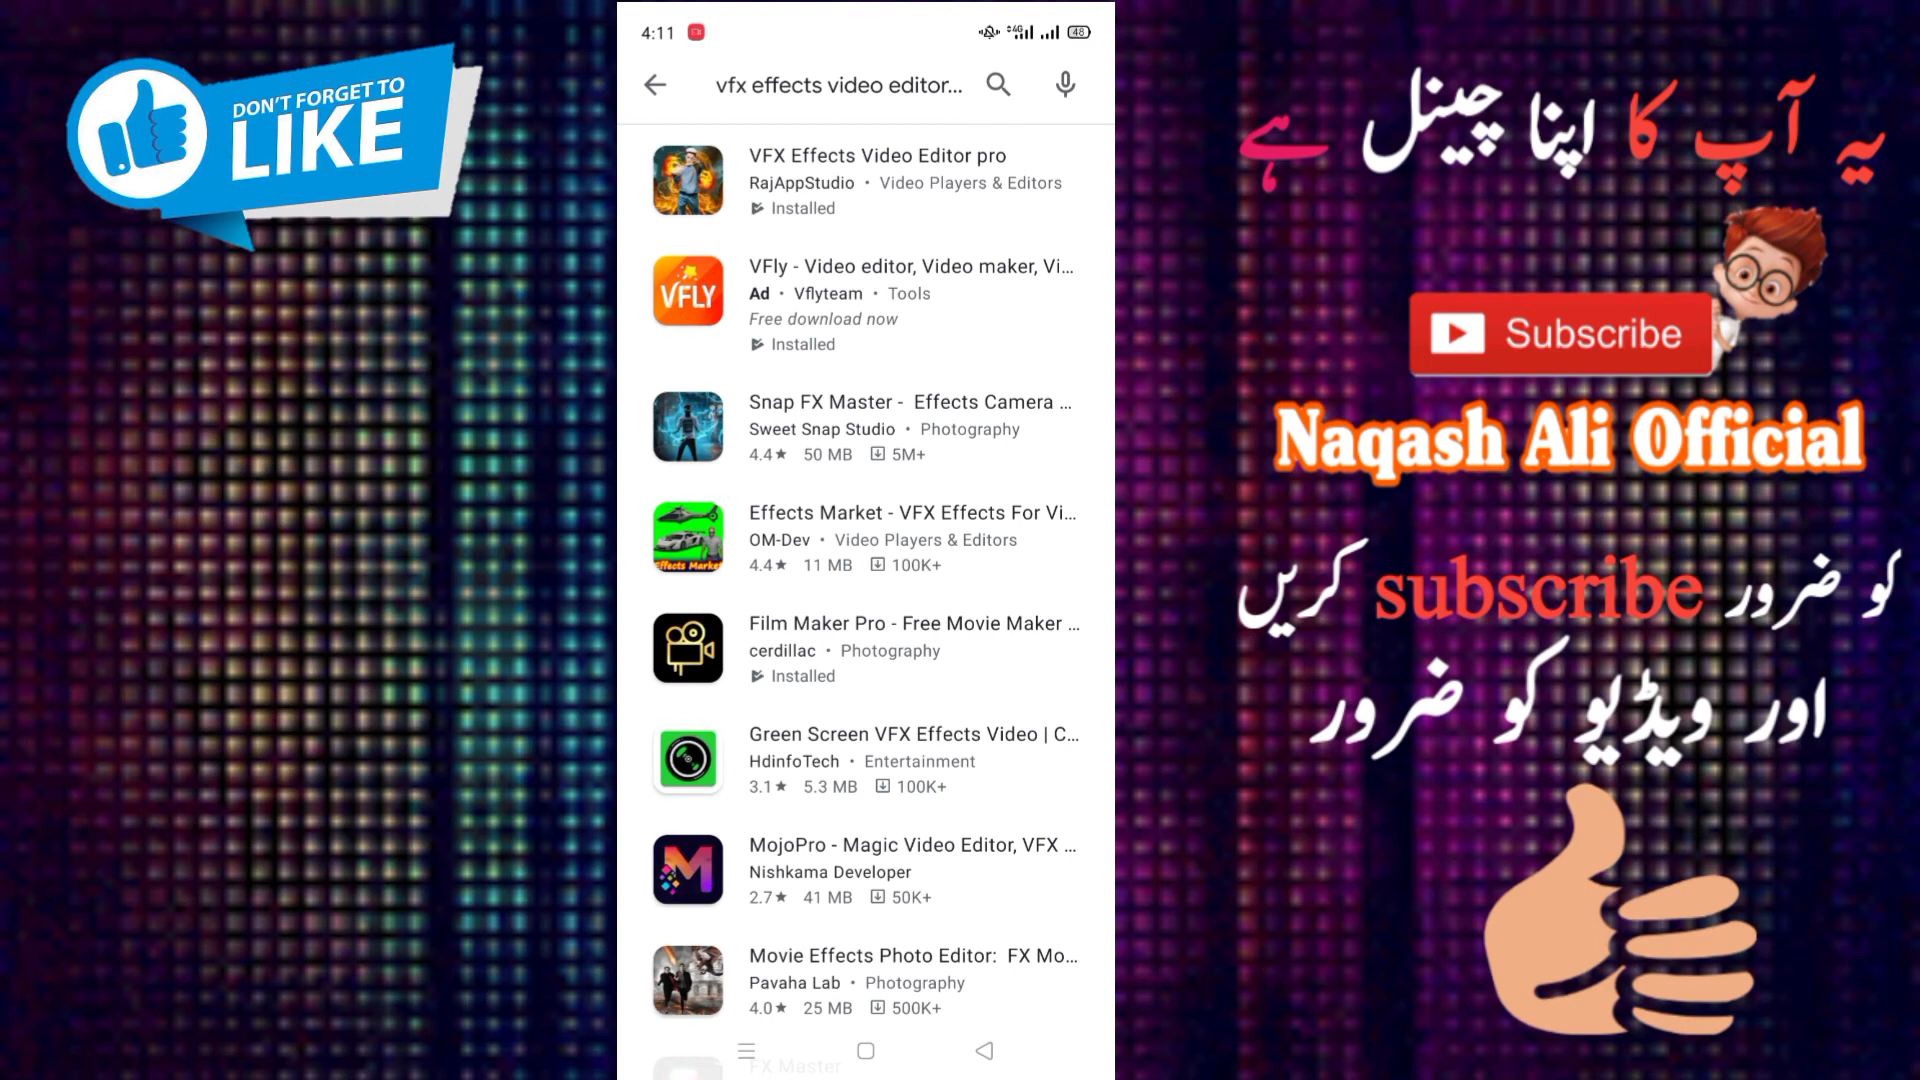 DON'T FORGET TO
LIKE
4:11
4G
48
vfx effects video editor...
VFX Effects Video Editor pro
RajAppStudio • Video Players & Editors
Installed
VFLY
VFly - Video editor, Video maker, Vi...
Ad • Vflyteam • Tools
Free download now
Installed
Snap FX Master - Effects Camera ...
Sweet Snap Studio • Photography
4.4★ 50 MB 5M+
Effects Market
Effects Market - VFX Effects For Vi...
OM-Dev • Video Players & Editors
4.4★ 11 MB 100K+
Film Maker Pro - Free Movie Maker ...
cerdillac • Photography
Installed
Green Screen VFX Effects Video | C...
HdinfoTech • Entertainment
3.1★ 5.3 MB 100K+
M
MojoPro - Magic Video Editor, VFX ...
Nishkama Developer
2.7★ 41 MB 50K+
Movie Effects Photo Editor: FX Mo...
Pavaha Lab • Photography
4.0★ 25 MB 500K+
FX Master
یہ آپ کا اپنا چینل ہے
Subscribe
Naqash Ali Official
کو ضرور subscribe کریں
اور ویڈیو کو ضرور